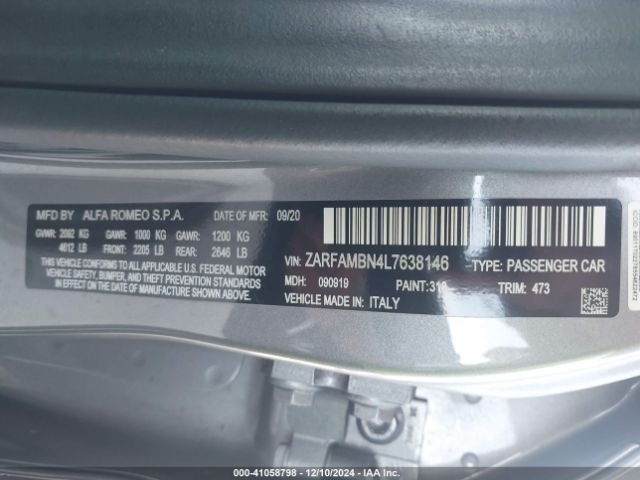 MFD BY ALFA ROMEO S.P.A. DATE OF MFR: 09/20
GVWR: 2092 KG GAWR: 1000 KG GAWR: 1200 KG
4612 LB FRONT: 2205 LB REAR: 2646 LB
THIS VEHICLE CONFORMS TO ALL APPLICABLE U.S.A. FEDERAL
MOTOR VEHICLE SAFETY, BUMPER, AND THEFT PREVENTION STANDARDS
IN EFFECT ON THE DATE OF MANUFACTURE SHOWN ABOVE.
VIN: ZARFAMBN4L7638146 TYPE: PASSENGER CAR
MDH: 090919 PAINT: 318 TRIM: 473
VEHICLE MADE IN: ITALY
000-41058798 - 12/10/2024 - IAA Inc.